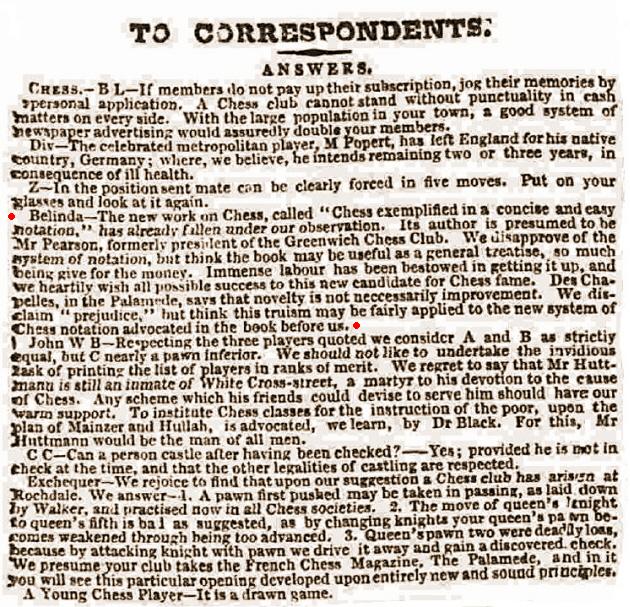 TO CORRESPONDENTS.
ANSWERS.
CHESS.—B L—If members do not pay up their subscription, jog their memories by
personal application. A Chess club cannot stand without punctuality in cash
matters on every side. With the large population in your town, a good system of
newspaper advertising would assuredly double your members.
Div—The celebrated metropolitan player, M Popert, has left England for his native
country, Germany; where, we believe, he intends remaining two or three years, in
consequence of ill health.
Z—In the position sent mate can be clearly forced in five moves. Put on your
glasses and look at it again.
Belinda—The new work on Chess, called "Chess exemplified in a concise and easy
notation," has already fallen under our observation. Its author is presumed to be
Mr Pearson, formerly president of the Greenwich Chess Club. We disapprove of the
system of notation, but think the book may be useful as a general treatise, so much
being give for the money. Immense labour has been bestowed in getting it up, and
we heartily wish all possible success to this new candidate for Chess fame. Des Cha-
pelles, in the Palamede, says that novelty is not neccessarily improvement. We dis-
claim "prejudice," but think this truism may be fairly applied to the new system of
Chess notation advocated in the book before us.
John W B—Respecting the three players quoted we consider A and B as strictly
equal, but C nearly a pawn inferior. We should not like to undertake the invidious
task of printing the list of players in ranks of merit. We regret to say that Mr Hutt-
mann is still an inmate of White Cross-street, a martyr to his devotion to the cause
of Chess. Any scheme which his friends could devise to serve him should have our
warm support. To institute Chess classes for the instruction of the poor, upon the
plan of Mainzer and Hullah, is advocated, we learn, by Dr Black. For this, Mr
Huttmann would be the man of all men.
C C—Can a person castle after having been checked?—Yes; provided he is not in
check at the time, and that the other legalities of castling are respected.
Exchequer—We rejoice to find that upon our suggestion a Chess club has arisen at
Rochdale. We answer—1. A pawn first pushed may be taken in passing, as laid down
by Walker, and practised now in all Chess societies. 2. The move of queen's pawn
to queen's fifth is bad as suggested, as by changing knights your queen's pawn be-
comes weakened through being too advanced. 3. Queen's pawn two were deadly loss,
because by attacking knight with pawn we drive it away and gain a discovered check.
We presume your club takes the French Chess Magazine, The Palamede, and in it
you will see this particular opening developed upon entirely new and sound principles.
A Young Chess Player—It is a drawn game.